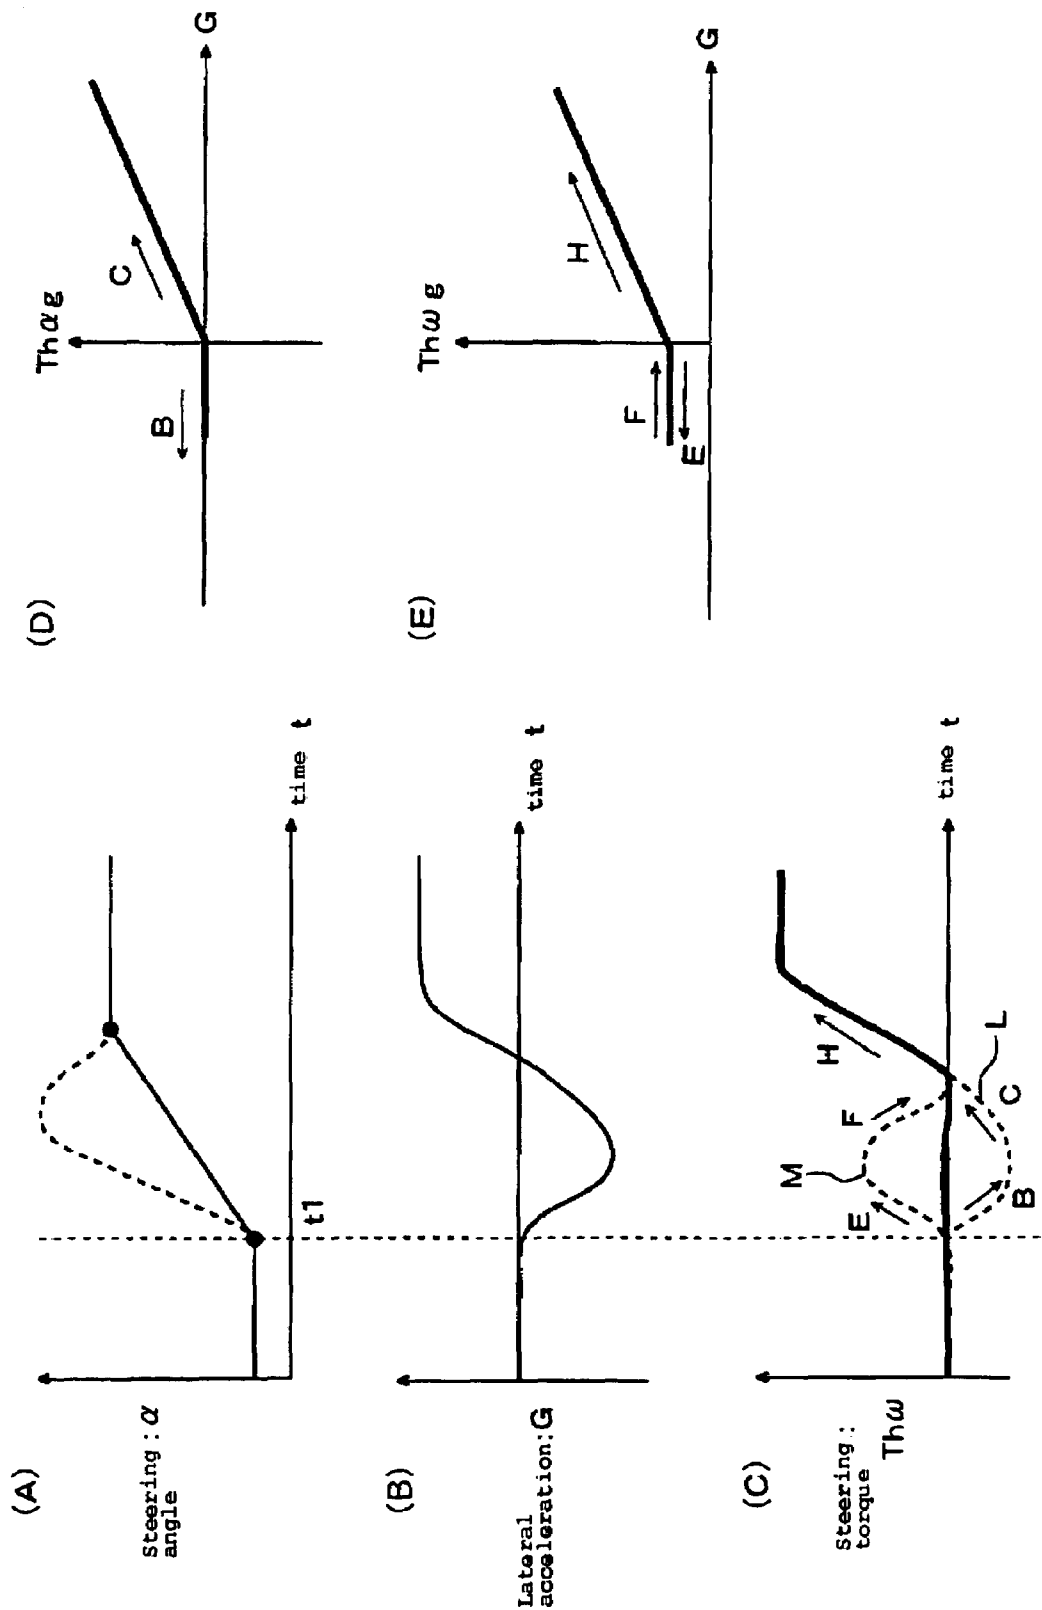 (A)
Steering : α
angle
t1
time t
(B)
Lateral
acceleration:G
time t
(C)
Steering :
torque
Thω
M
E
F
H
B
C
L
time t
(D)
Thαg
B
C
G
(E)
Thωg
F
E
H
G